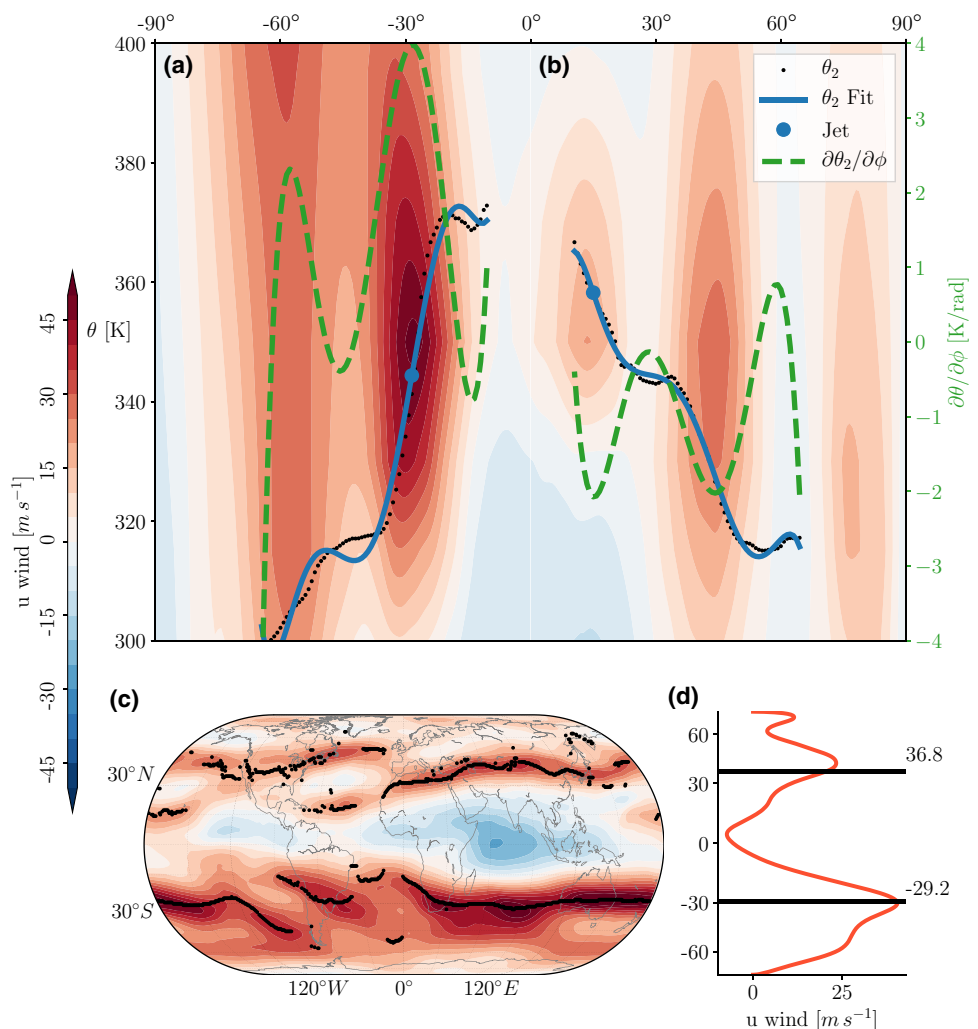 -90° -60° -30° 0° 30° 60° 90°
400 (a) (b) 4
θ₂
θ₂ Fit
Jet
∂θ₂/∂ϕ
3
380
2
360 1
45
θ [K] 0
30
∂θ/∂ϕ [K/rad]
340 −1
15
−2
0
320
u wind [m s⁻¹]
−3
-15
300 −4
-30
-45
(c) (d)
60
36.8
30°N
30
0
-29.2
30°S
-30
-60
120°W 0° 120°E
0 25
u wind [m s⁻¹]